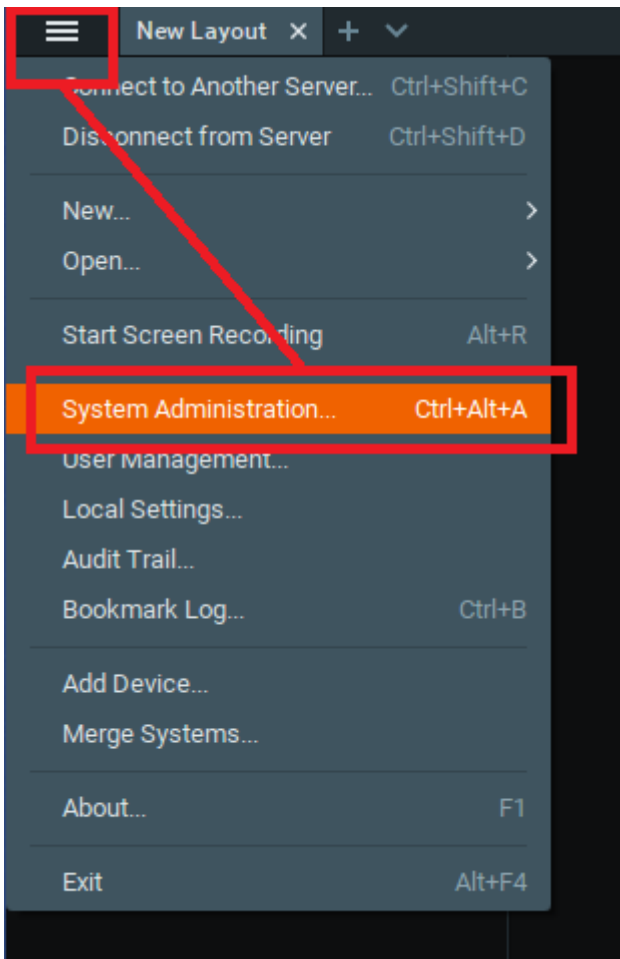 New Layout
Connect to Another Server... Ctrl+Shift+C
Disconnect from Server Ctrl+Shift+D
New...
Open...
Start Screen Recording Alt+R
System Administration... Ctrl+Alt+A
User Management...
Local Settings...
Audit Trail...
Bookmark Log... Ctrl+B
Add Device...
Merge Systems...
About... F1
Exit Alt+F4